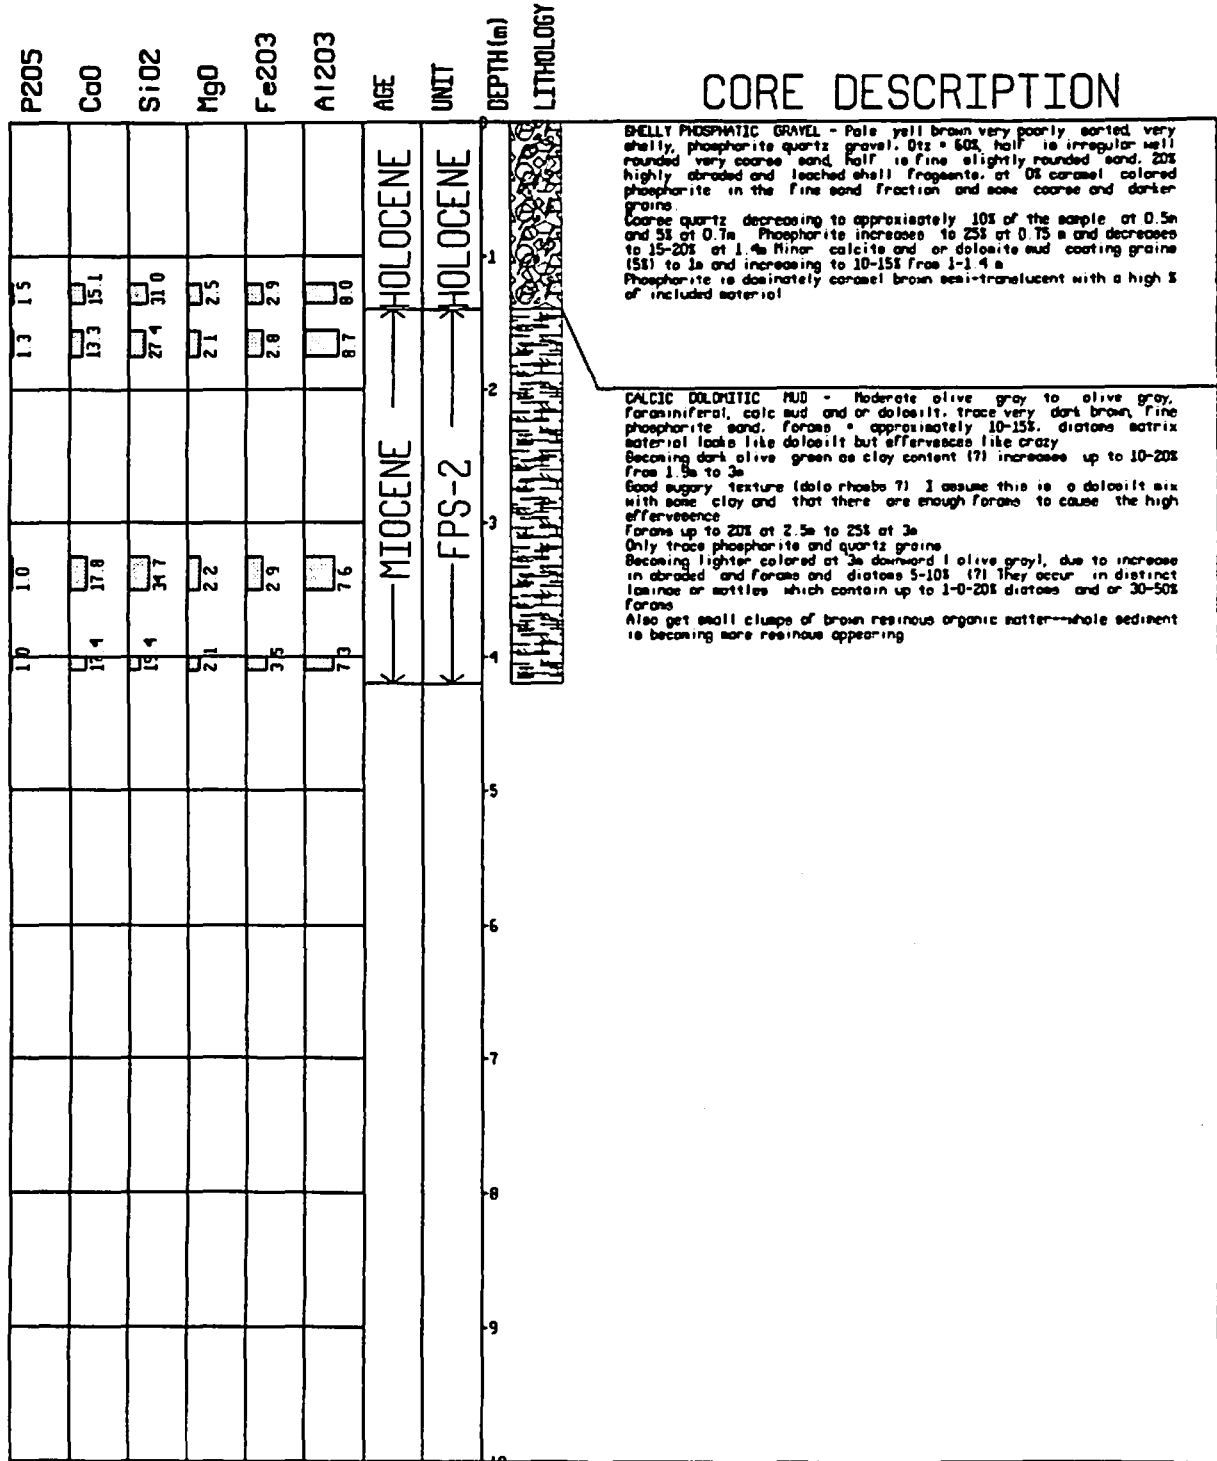 P2O5 CaO SiO2 MgO Fe2O3 Al2O3 AGE UNIT DEPTH(m) LITHOLOGY
CORE DESCRIPTION
0
SHELLY PHOSPHATIC GRAVEL - Pale yell brown very poorly sorted, very
shelly, phosphorite quartz gravel. Qtz = 60%, half is irregular well
rounded very coarse sand, half is fine slightly rounded sand. 20%
highly abraded and leached shell fragments. at 0% caramel colored
phosphorite in the fine sand fraction and some coarse and darker
grains
Coarse quartz decreasing to approximately 10% of the sample at 0.5m
and 5% at 0.7m Phosphorite increases to 25% at 0.75 m and decreases
to 15-20% at 1.4m Minor calcite and or dolomite mud coating grains
(5%) to 1m and increasing to 10-15% from 1-1.4 m
Phosphorite is dominately caramel brown semi-translucent with a high %
of included material
HOLOCENE HOLOCENE
1
1.5 15.1 31.0 2.5 2.9 8.0
1.3 13.3 27.4 2.1 2.8 8.7
2
CALCIC DOLOMITIC MUD - Moderate olive gray to olive gray,
foraminiferal, calc mud and or dolosilt. trace very dark brown, fine
phosphorite sand. forams = approximately 10-15%. diatoms matrix
material looks like dolosilt but effervesces like crazy
Becoming dark olive green as clay content (?) increases up to 10-20%
from 1.9m to 3m
Good sugary texture (dolo rhombs ?) I assume this is a dolosilt mix
with some clay and that there are enough forams to cause the high
effervesence
Forams up to 20% at 2.5m to 25% at 3m
Only trace phosphorite and quartz grains
Becoming lighter colored at 3m downward ( olive gray), due to increase
in abraded and forams and diatoms 5-10% (?) They occur in distinct
laminae or mottles which contain up to 1-0-20% diatoms and or 30-50%
forams
Also get small clumps of brown resinous organic matter--whole sediment
is becoming more resinous appearing
MIOCENE FPS-2
3
1.0 17.8 34.7 2.2 2.9 7.6
4
1.0 2.1 3.5 7.3
5
6
7
8
9
10